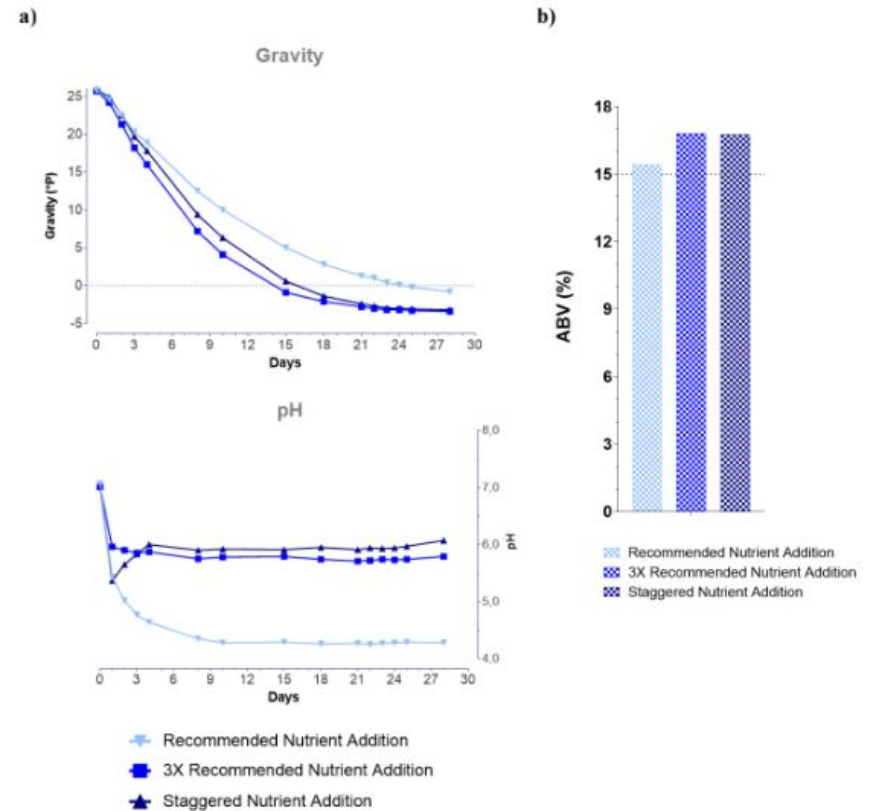 a)
Gravity
Gravity (°P)
25
20
15
10
5
0
-5
0 3 6 9 12 15 18 21 24 27 30
Days
pH
8,0
7,0
6,0
5,0
4,0
pH
0 3 6 9 12 15 18 21 24 27 30
Days
Recommended Nutrient Addition
3X Recommended Nutrient Addition
Staggered Nutrient Addition
b)
ABV (%)
18
15
12
9
6
3
0
Recommended Nutrient Addition
3X Recommended Nutrient Addition
Staggered Nutrient Addition